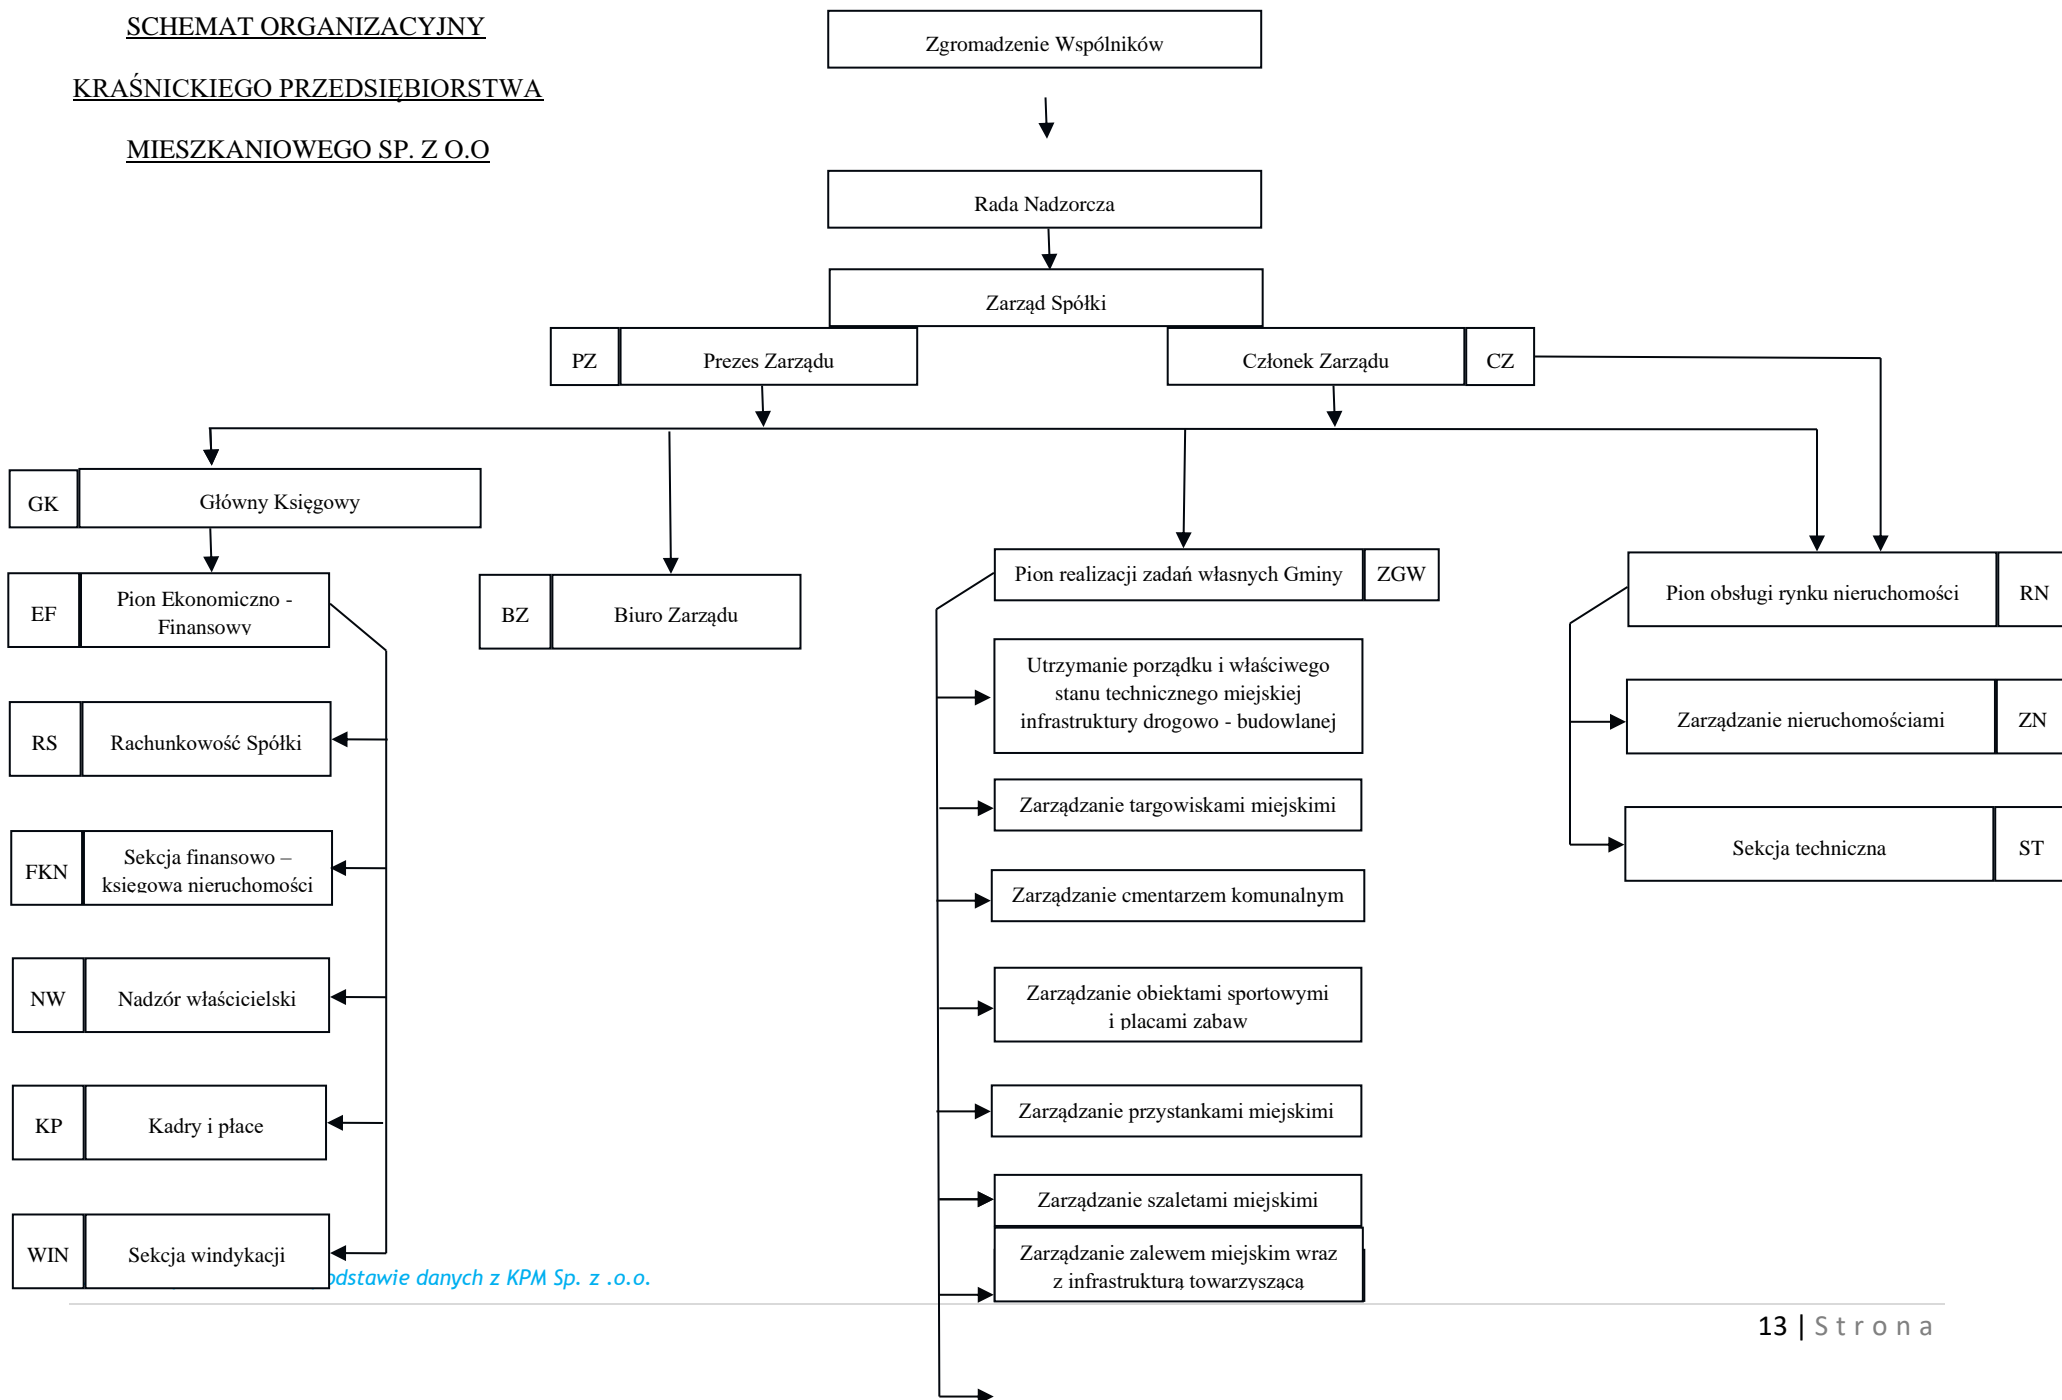 SCHEMAT ORGANIZACYJNY
KRAŚNICKIEGO PRZEDSIĘBIORSTWA
MIESZKANIOWEGO SP. Z O.O
Zgromadzenie Wspólników
Rada Nadzorcza
Zarząd Spółki
PZ
Prezes Zarządu
Członek Zarządu
CZ
GK
Główny Księgowy
EF
Pion Ekonomiczno -
Finansowy
BZ
Biuro Zarządu
Pion realizacji zadań własnych Gminy
ZGW
Pion obsługi rynku nieruchomości
RN
RS
Rachunkowość Spółki
FKN
Sekcja finansowo –
księgowa nieruchomości
NW
Nadzór właścicielski
KP
Kadry i płace
WIN
Sekcja windykacji
Utrzymanie porządku i właściwego
stanu technicznego miejskiej
infrastruktury drogowo - budowlanej
Zarządzanie targowiskami miejskimi
Zarządzanie cmentarzem komunalnym
Zarządzanie obiektami sportowymi
i placami zabaw
Zarządzanie przystankami miejskimi
Zarządzanie szaletami miejskimi
Zarządzanie zalewem miejskim wraz
z infrastrukturą towarzyszącą
Zarządzanie nieruchomościami
ZN
Sekcja techniczna
ST
danych z KPM Sp. z .o.o.
13 | Strona